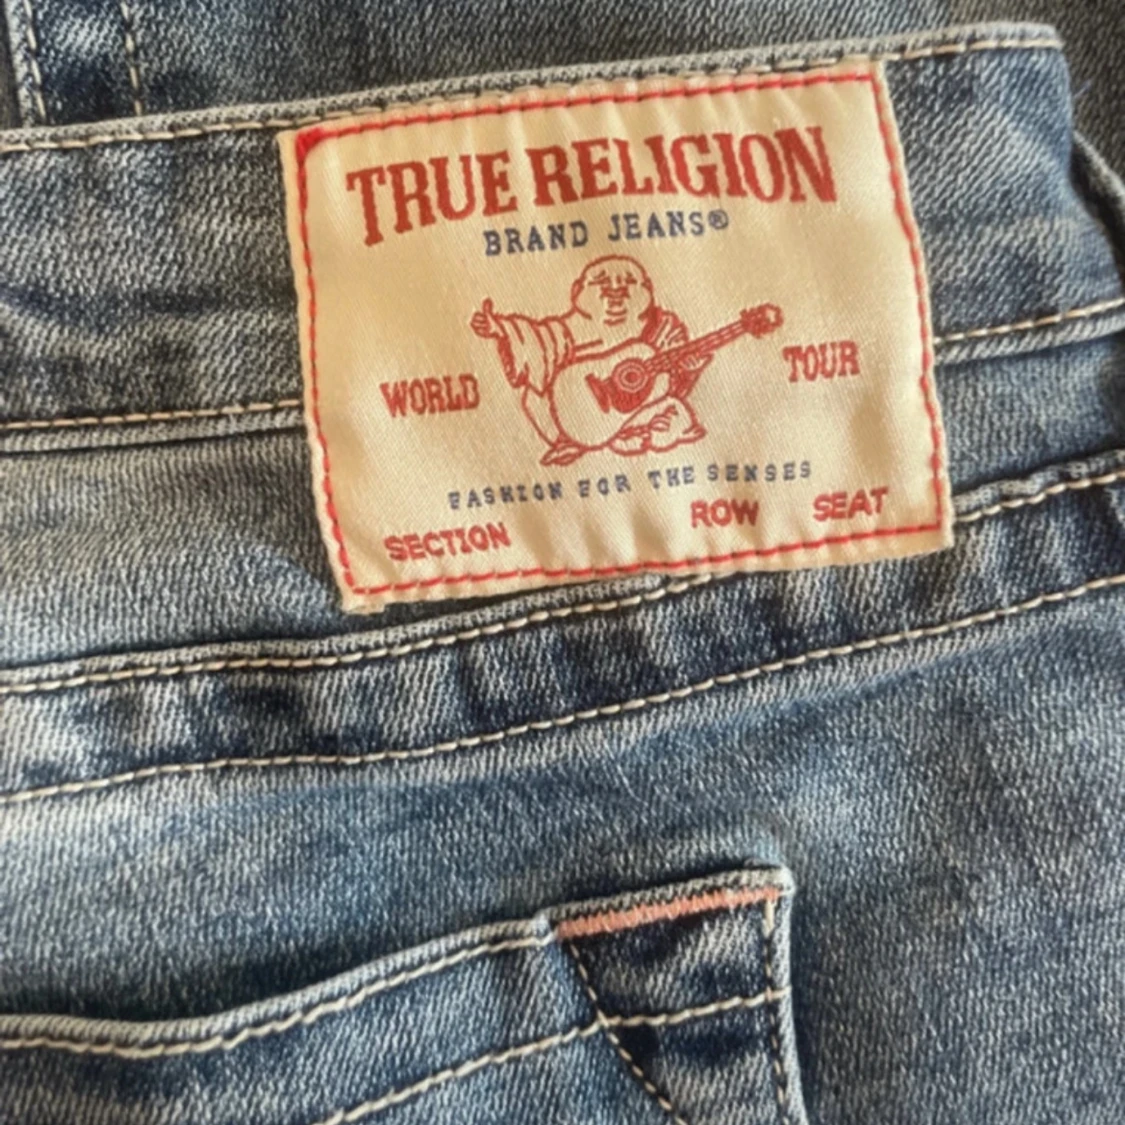 TRUE RELIGION
BRAND JEANS®
WORLD TOUR
FASHION FOR THE SENSES
SECTION ROW SEAT